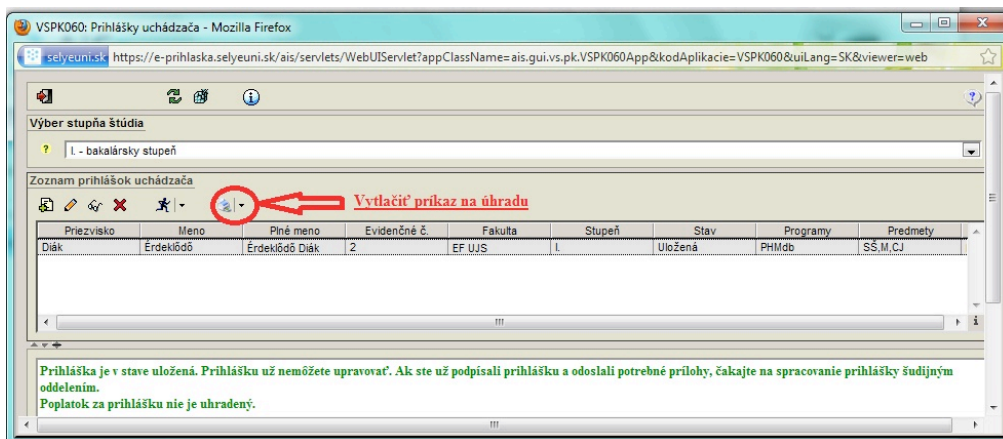 VSPK060: Prihlášky uchádzača - Mozilla Firefox
selyeuni.sk https://e-prihlaska.selyeuni.sk/ais/servlets/WebUIServlet?appClassName=ais.gui.vs.pk.VSPK060App&kodAplikacie=VSPK060&uiLang=SK&viewer=web
Výber stupňa štúdia
? I. - bakalársky stupeň
Zoznam prihlášok uchádzača
Vytlačiť príkaz na úhradu
Priezvisko Meno Plné meno Evidenčné č. Fakulta Stupeň Stav Programy Predmety
Diák Érdeklődő Érdeklődő Diák 2 EF UJS I. Uložená PHMdb SŠ,M,CJ
Prihláška je v stave uložená. Prihlášku už nemôžete upravovať. Ak ste už podpísali prihlášku a odoslali potrebné prílohy, čakajte na spracovanie prihlášky šudijným
oddelením.
Poplatok za prihlášku nie je uhradený.